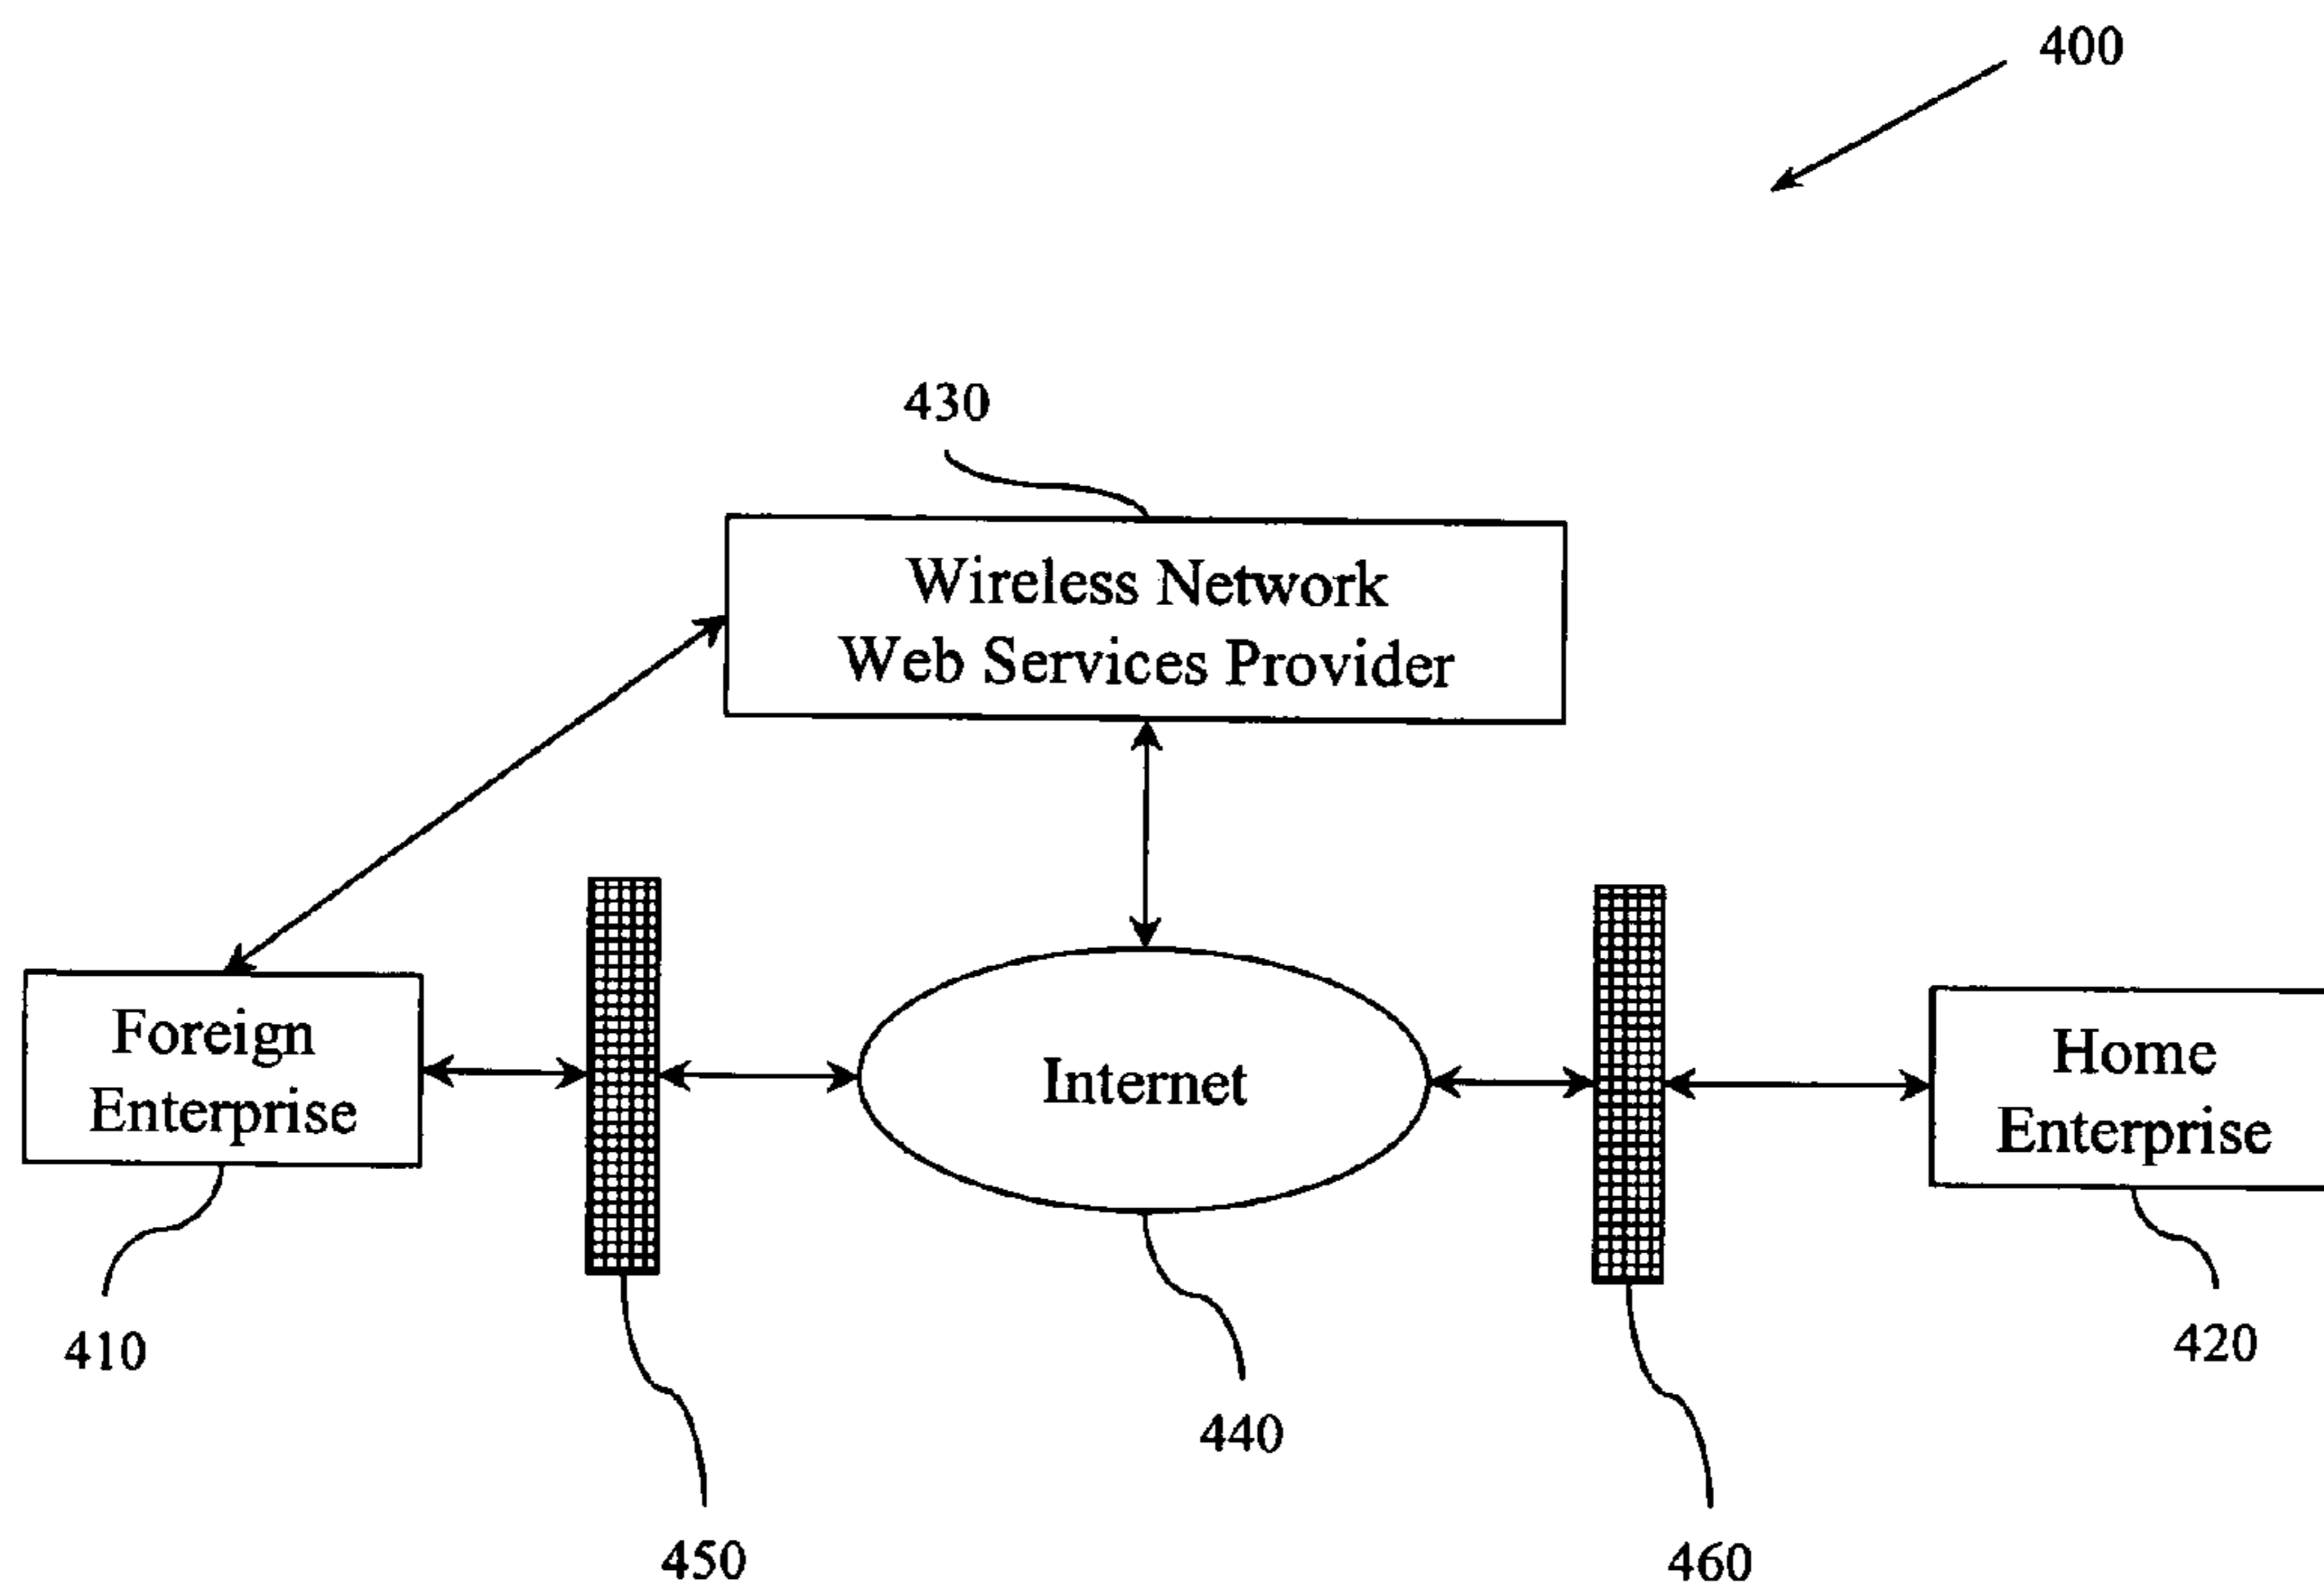 400
430
Wireless Network
Web Services Provider
Foreign
Enterprise
Internet
Home
Enterprise
410
420
440
450
460